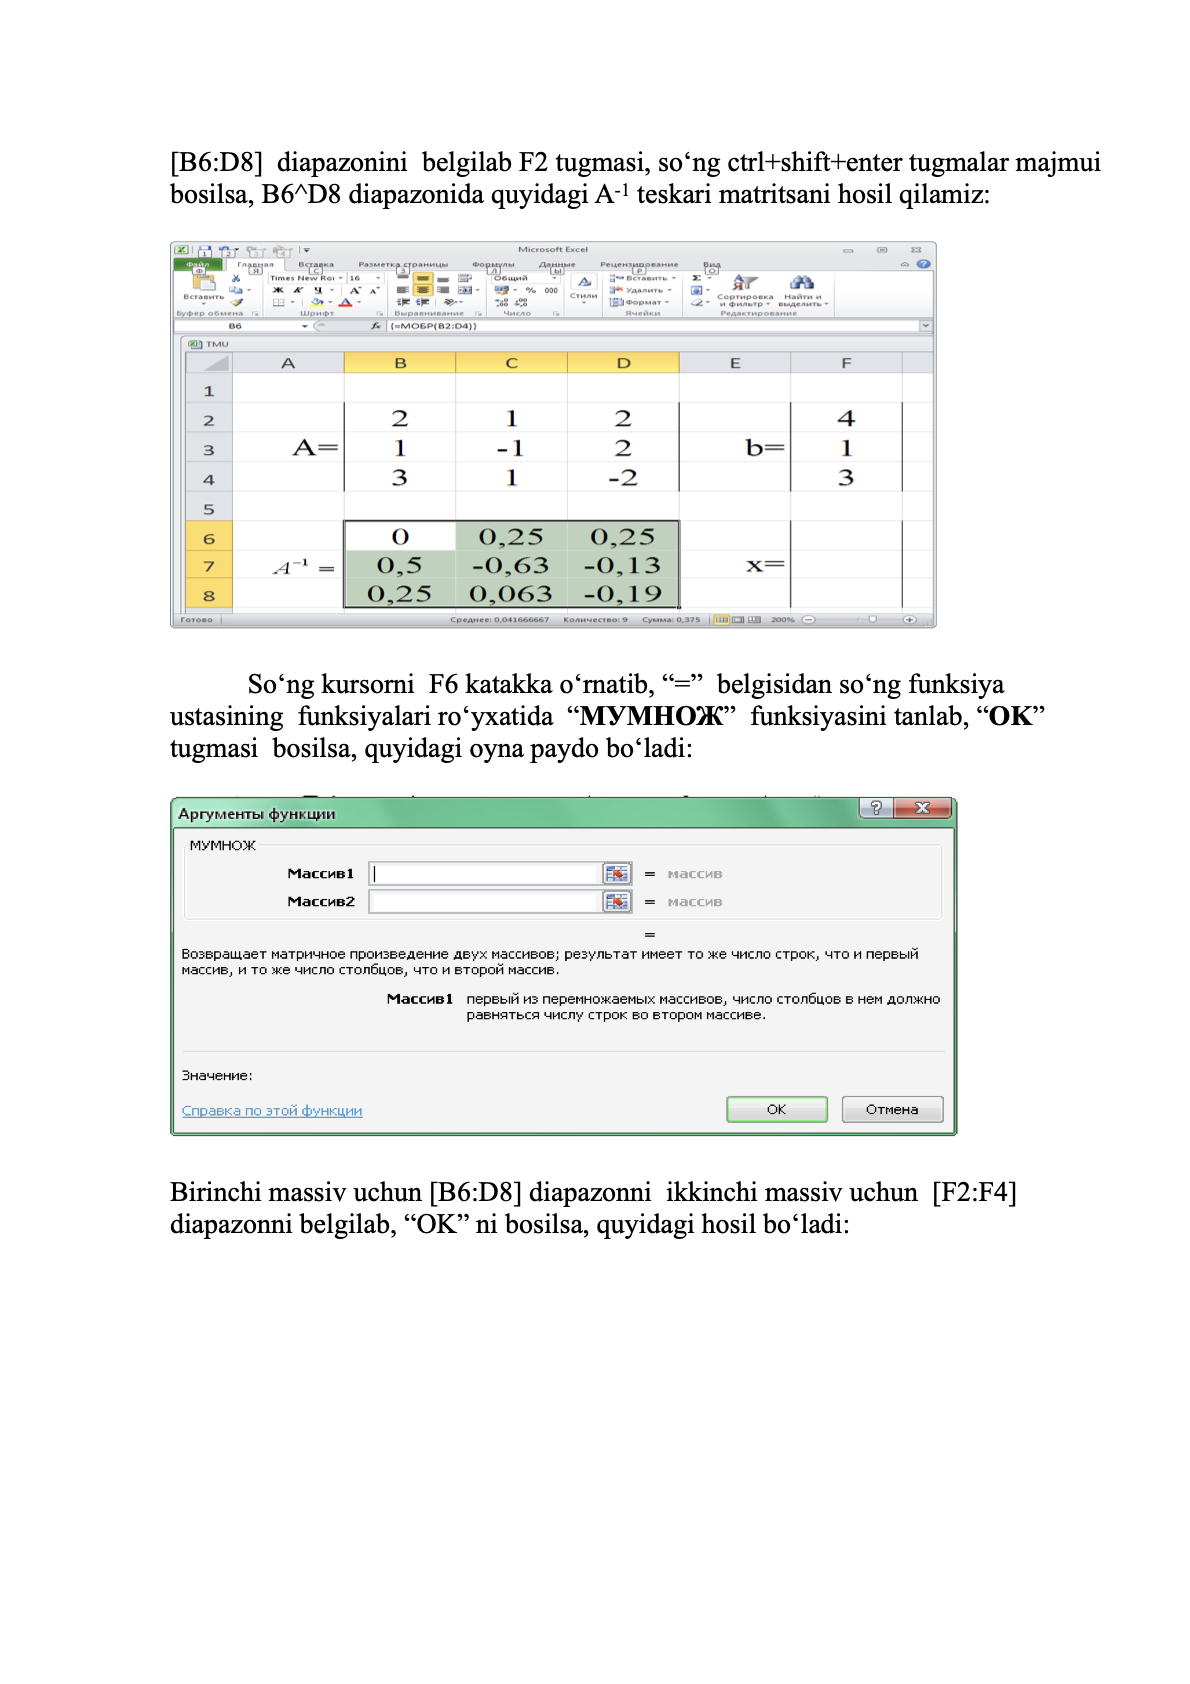 [B6:D8] diapazonini belgilab F2 tugmasi, so‘ng ctrl+shift+enter tugmalar majmui
bosilsa, B6^D8 diapazonida quyidagi A-1 teskari matritsani hosil qilamiz:
Microsoft Excel
Файл Главная Вставка Разметка страницы Формулы Данные Рецензирование Вид
Times New Roi 16 Общий Вставить
Вставить Ж К Ч % 000 Стили Удалить Сортировка и фильтр Найти и выделить
Формат
Буфер обмена Шрифт Выравнивание Число Ячейки Редактирование
B6 fx {=МОБР(B2:D4)}
TMU
A B C D E F
1
2 2 1 2 4
3 A= 1 -1 2 b= 1
4 3 1 -2 3
5
6 0 0,25 0,25
7 A−1 = 0,5 -0,63 -0,13 x=
8 0,25 0,063 -0,19
Готово Среднее: 0,041666667 Количество: 9 Сумма: 0,375 200%
So‘ng kursorni F6 katakka o‘rnatib, “=” belgisidan so‘ng funksiya
ustasining funksiyalari ro‘yxatida “МУМНОЖ” funksiyasini tanlab, “OK”
tugmasi bosilsa, quyidagi oyna paydo bo‘ladi:
Аргументы функции
МУМНОЖ
Массив1 = массив
Массив2 = массив
=
Возвращает матричное произведение двух массивов; результат имеет то же число строк, что и первый
массив, и то же число столбцов, что и второй массив.
Массив1 первый из перемножаемых массивов, число столбцов в нем должно
равняться числу строк во втором массиве.
Значение:
Справка по этой функции ОК Отмена
Birinchi massiv uchun [B6:D8] diapazonni ikkinchi massiv uchun [F2:F4]
diapazonni belgilab, “OK” ni bosilsa, quyidagi hosil bo‘ladi: